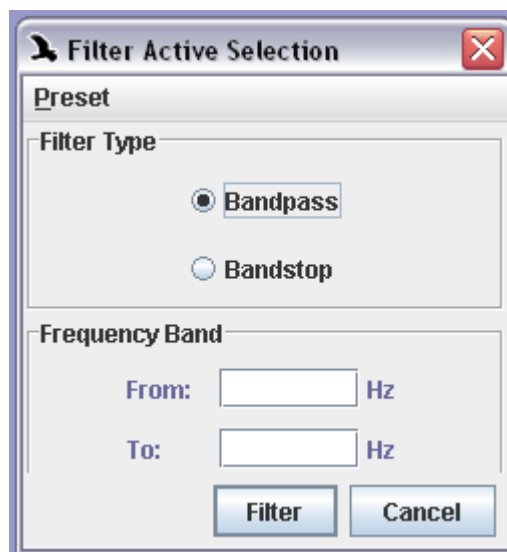 Filter Active Selection
Preset
Filter Type
Bandpass
Bandstop
Frequency Band
From: Hz
To: Hz
Filter Cancel